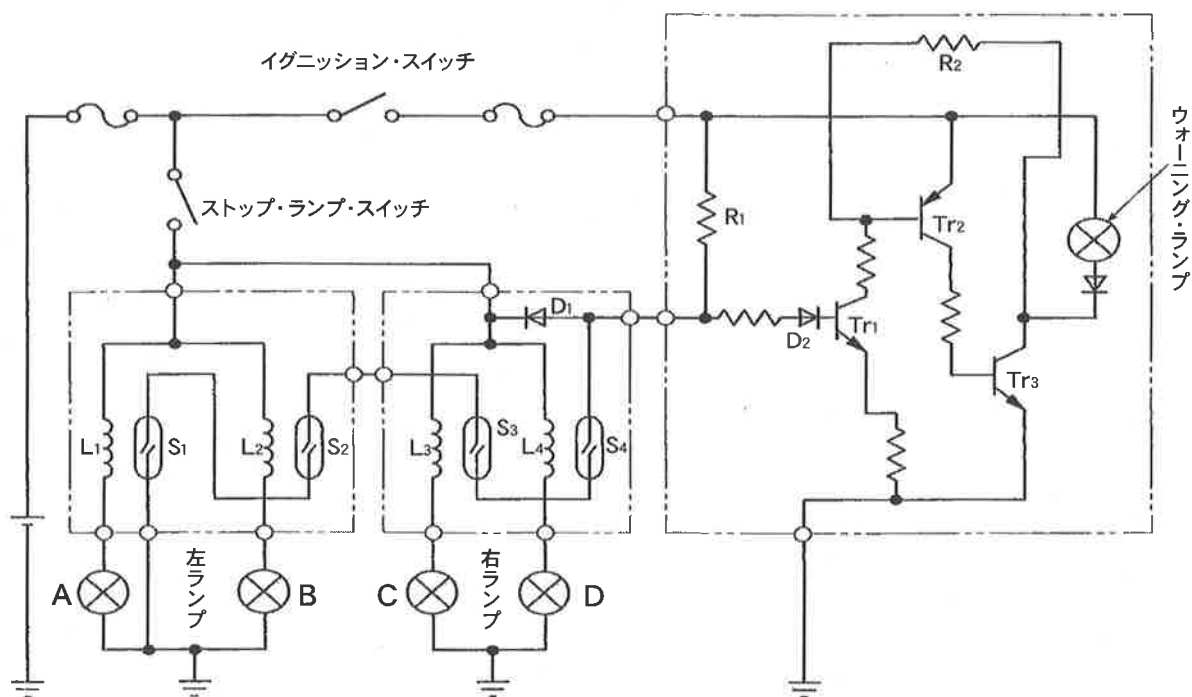 イグニッション・スイッチ
R2
ウォーニング・ランプ
ストップ・ランプ・スイッチ
R1
Tr2
D1
D2
Tr1
Tr3
L1
S1
L2
S2
L3
S3
L4
S4
A
左ランプ
B
C
右ランプ
D